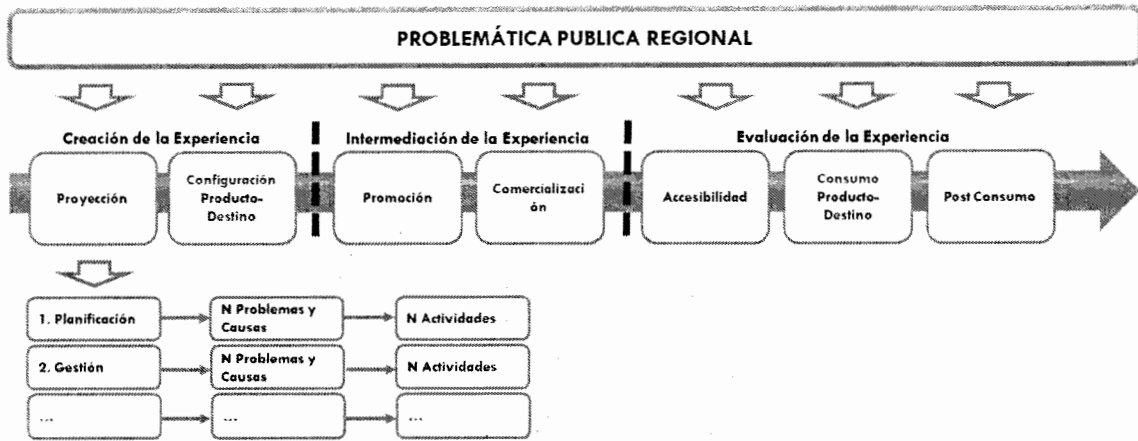 PROBLEMÁTICA PUBLICA REGIONAL
Creación de la Experiencia
Intermediación de la Experiencia
Evaluación de la Experiencia
Proyección
Configuración
Producto-
Destino
Promoción
Comercializaci
ón
Accesibilidad
Consumo
Producto-
Destino
Post Consumo
1. Planificación
N Problemas y
Causas
N Actividades
2. Gestión
N Problemas y
Causas
N Actividades
...
...
...